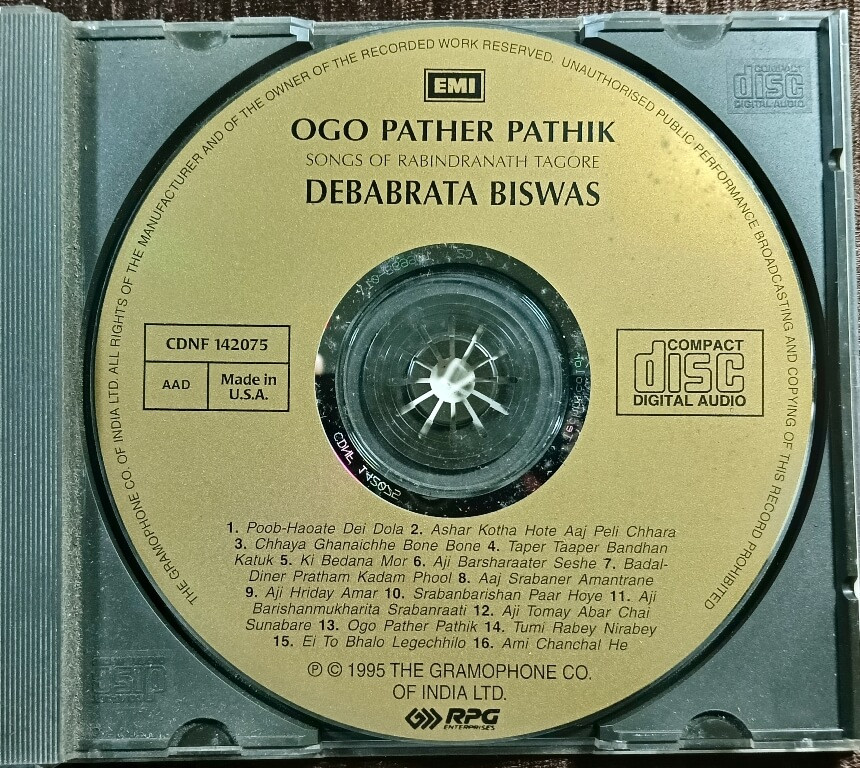 THE GRAMOPHONE CO. OF INDIA LTD. ALL RIGHTS OF THE MANUFACTURER AND OF THE OWNER OF THE RECORDED WORK RESERVED. UNAUTHORISED PUBLIC PERFORMANCE BROADCASTING AND COPYING OF THIS RECORD PROHIBITED
EMI
OGO PATHER PATHIK
SONGS OF RABINDRANATH TAGORE
DEBABRATA BISWAS
COMPACT
disc
DIGITAL AUDIO
CDNF 142075
AAD
Made in
U.S.A.
COMPACT
disc
DIGITAL AUDIO
CDNF 142075
1. Poob-Haoate Dei Dola 2. Ashar Kotha Hote Aaj Peli Chhara
3. Chhaya Ghanaichhe Bone Bone 4. Taper Taaper Bandhan
Katuk 5. Ki Bedana Mor 6. Aji Barsharaater Seshe 7. Badal-
Diner Pratham Kadam Phool 8. Aaj Srabaner Amantrane
9. Aji Hriday Amar 10. Srabanbarishan Paar Hoye 11. Aji
Barishanmukharita Srabanraati 12. Aji Tomay Abar Chai
Sunabare 13. Ogo Pather Pathik 14. Tumi Rabey Nirabey
15. Ei To Bhalo Legechhilo 16. Ami Chanchal He
℗ © 1995 THE GRAMOPHONE CO.
OF INDIA LTD.
RPG
ENTERPRISES